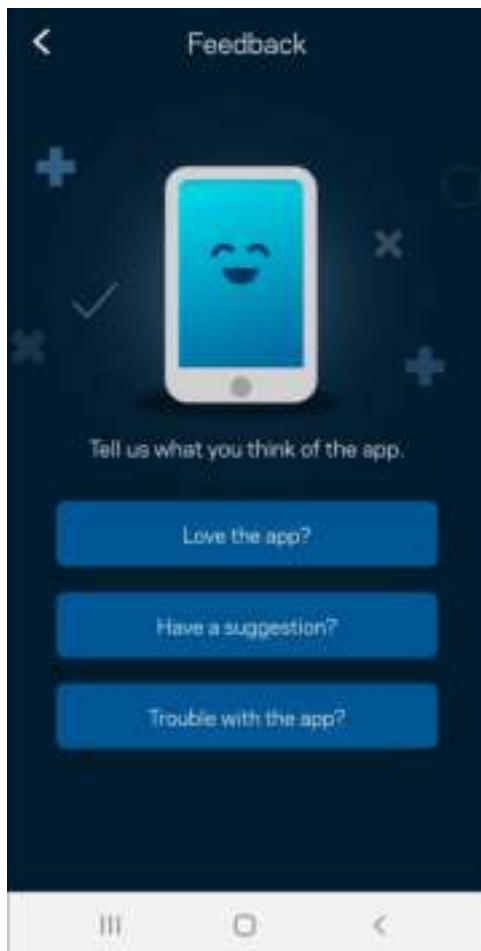 Feedback
Tell us what you think of the app.
Love the app?
Have a suggestion?
Trouble with the app?